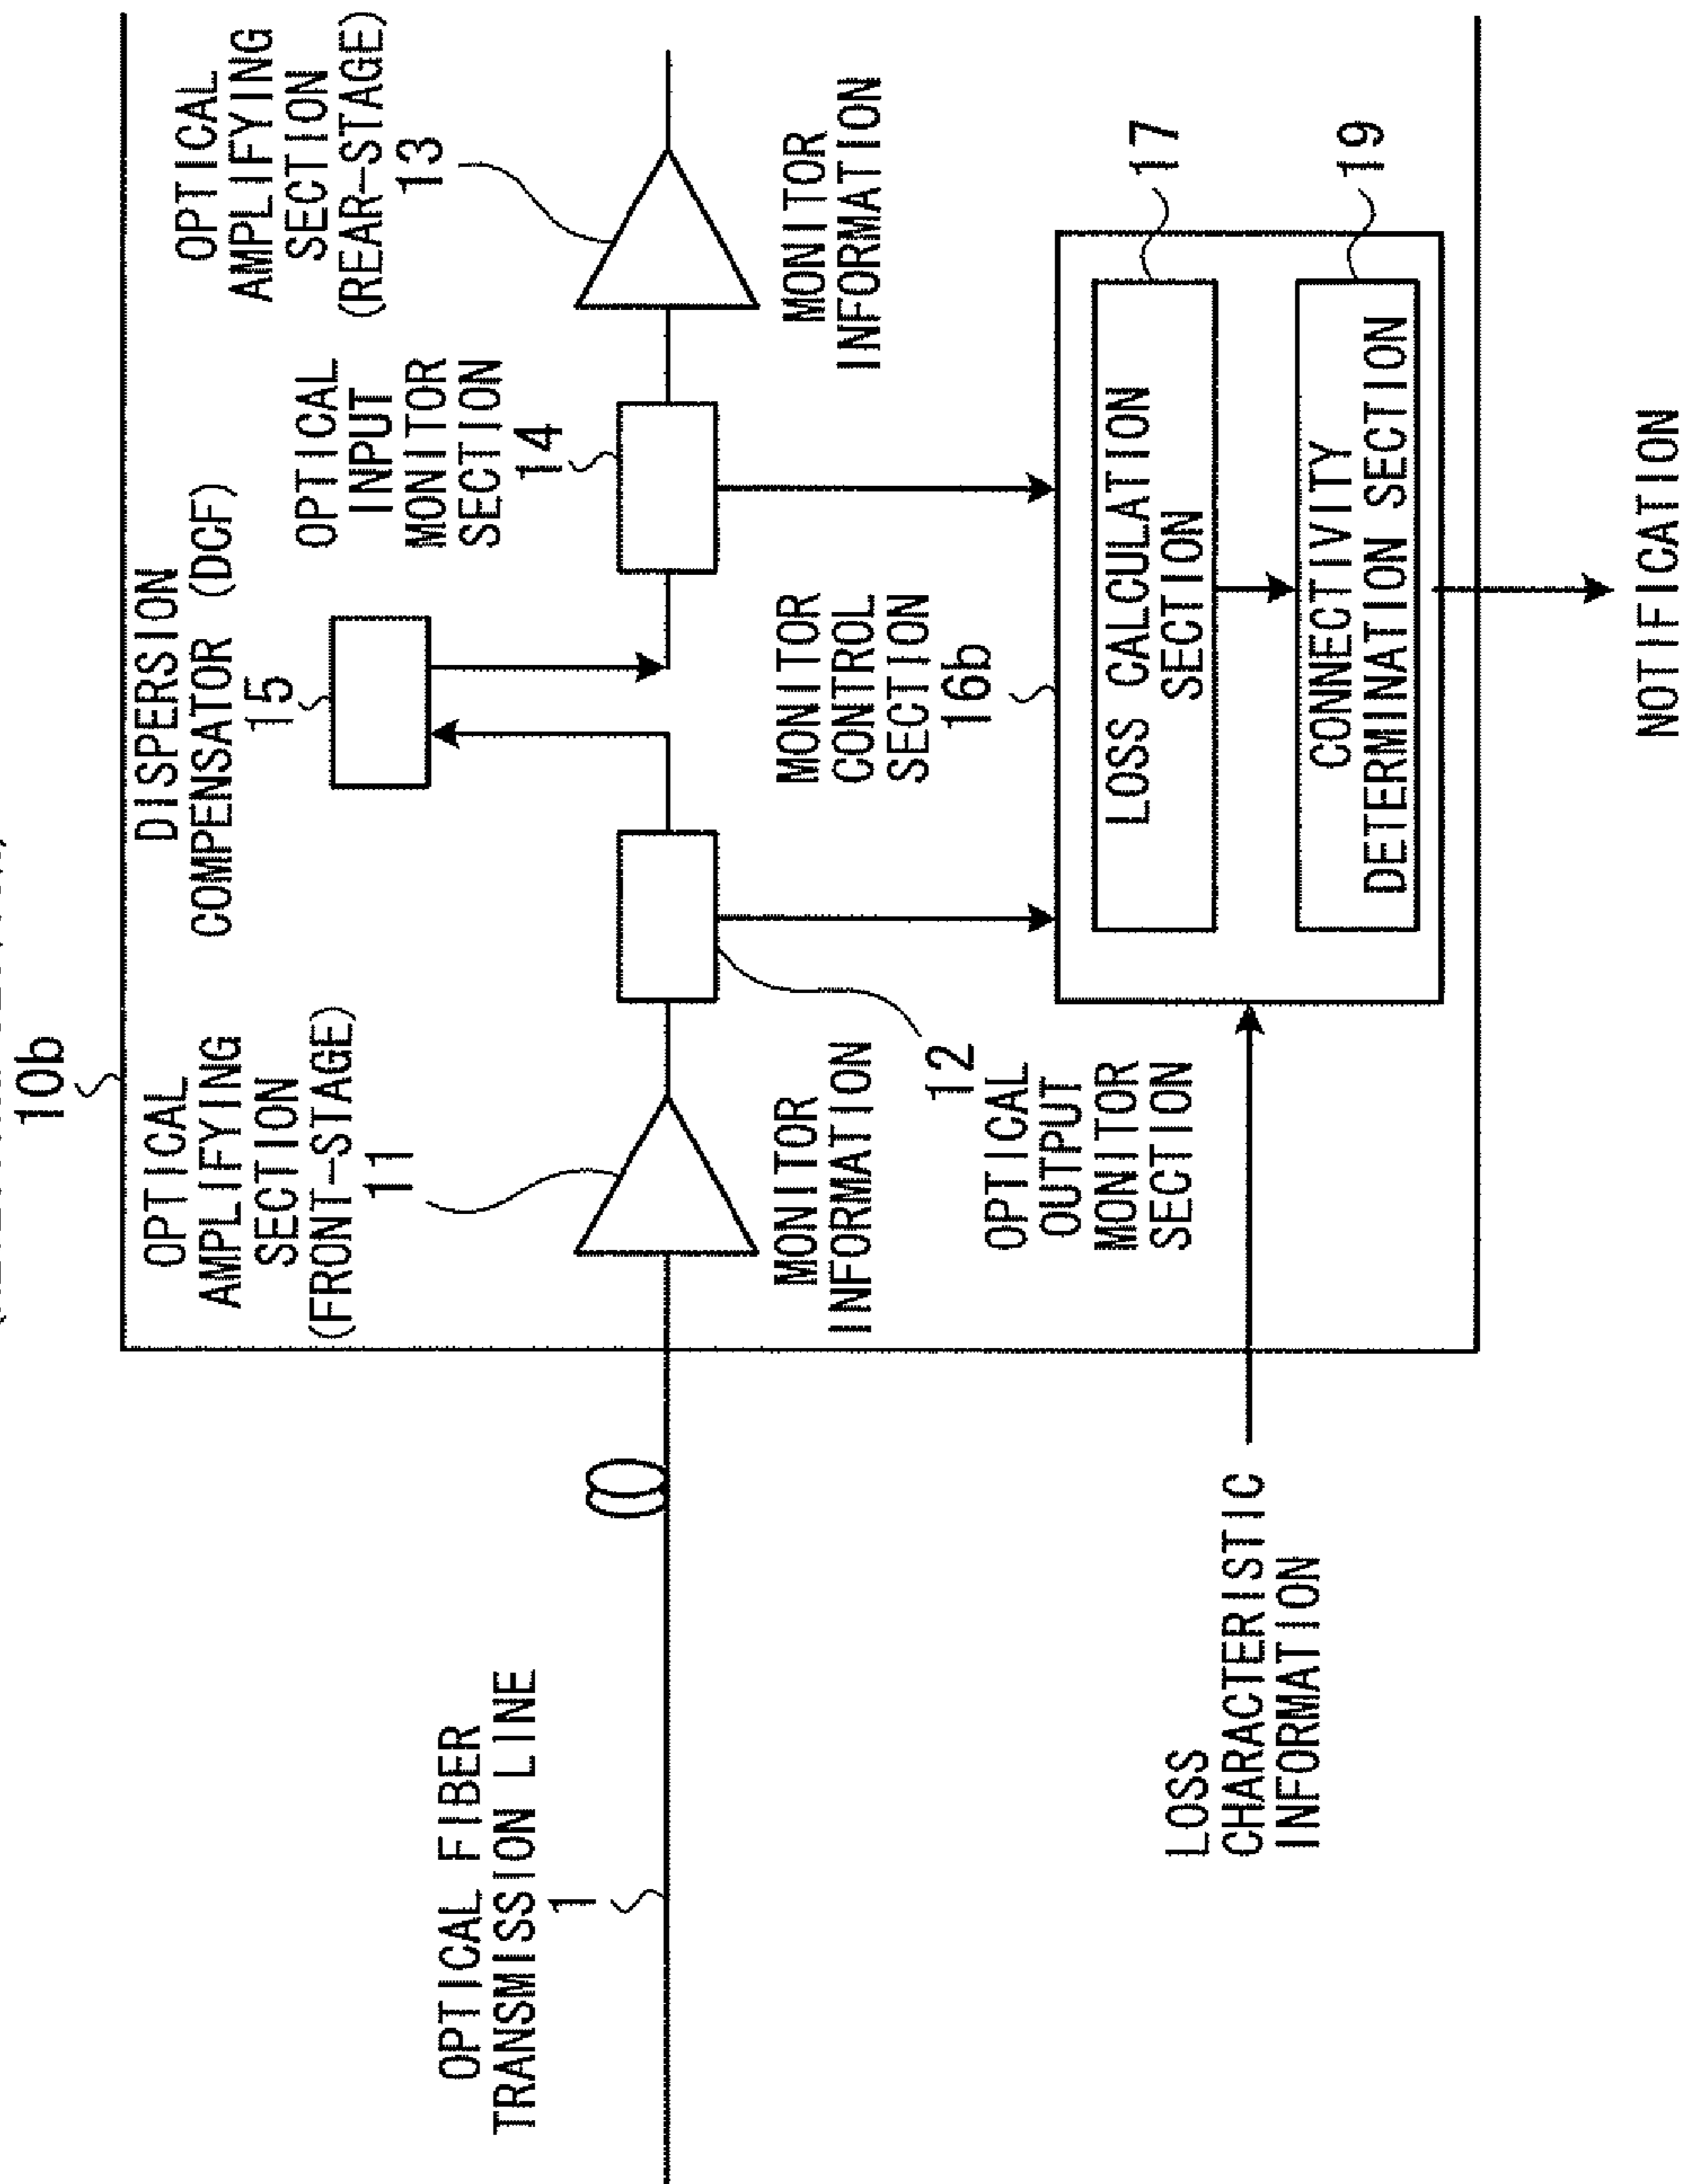 10b
OPTICAL
AMPLIFYING
SECTION
(FRONT-STAGE)
11
DISPERSION
COMPENSATOR (DCF)
15
OPTICAL
INPUT
MONITOR
SECTION
14
OPTICAL
AMPLIFYING
SECTION
(REAR-STAGE)
13
OPTICAL FIBER
TRANSMISSION LINE
1
MONITOR
INFORMATION
12
OPTICAL
OUTPUT
MONITOR
SECTION
MONITOR
CONTROL
SECTION
16b
MONITOR
INFORMATION
LOSS CALCULATION
SECTION
17
CONNECTIVITY
DETERMINATION SECTION
19
LOSS
CHARACTERISTIC
INFORMATION
NOTIFICATION